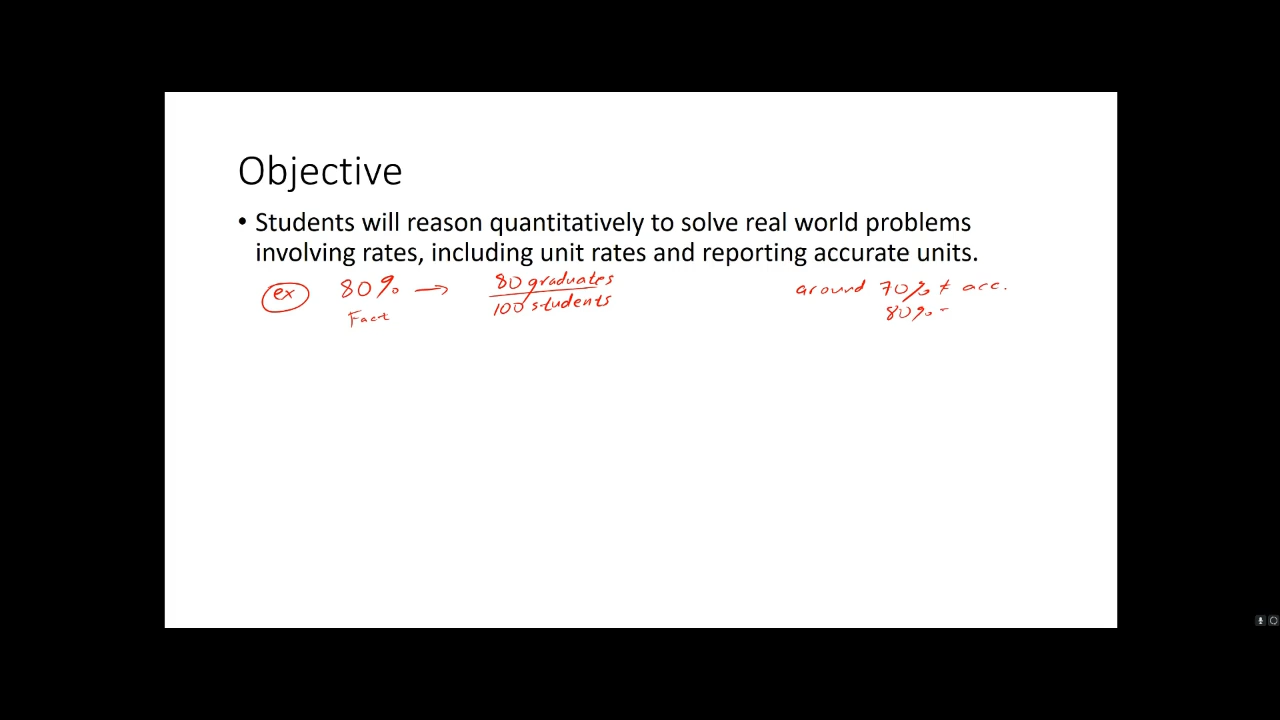 Objective
• Students will reason quantitatively to solve real world problems
involving rates, including unit rates and reporting accurate units.
ex 80% → 80 graduates around 70% ≠ acc.
100 students
Fact 80% =